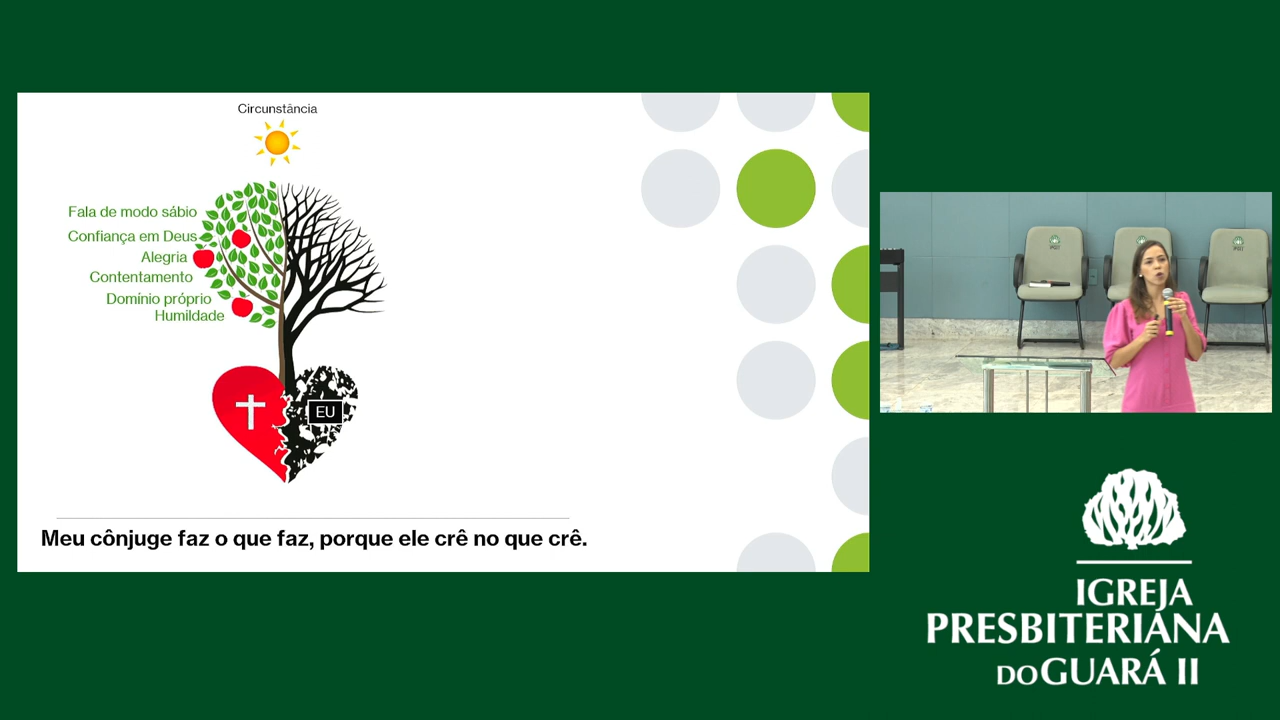 Circunstância
Fala de modo sábio
Confiança em Deus
Alegria
Contentamento
Domínio próprio
Humildade
EU
Meu cônjuge faz o que faz, porque ele crê no que crê.
IGREJA
PRESBITERIANA
DO GUARÁ II